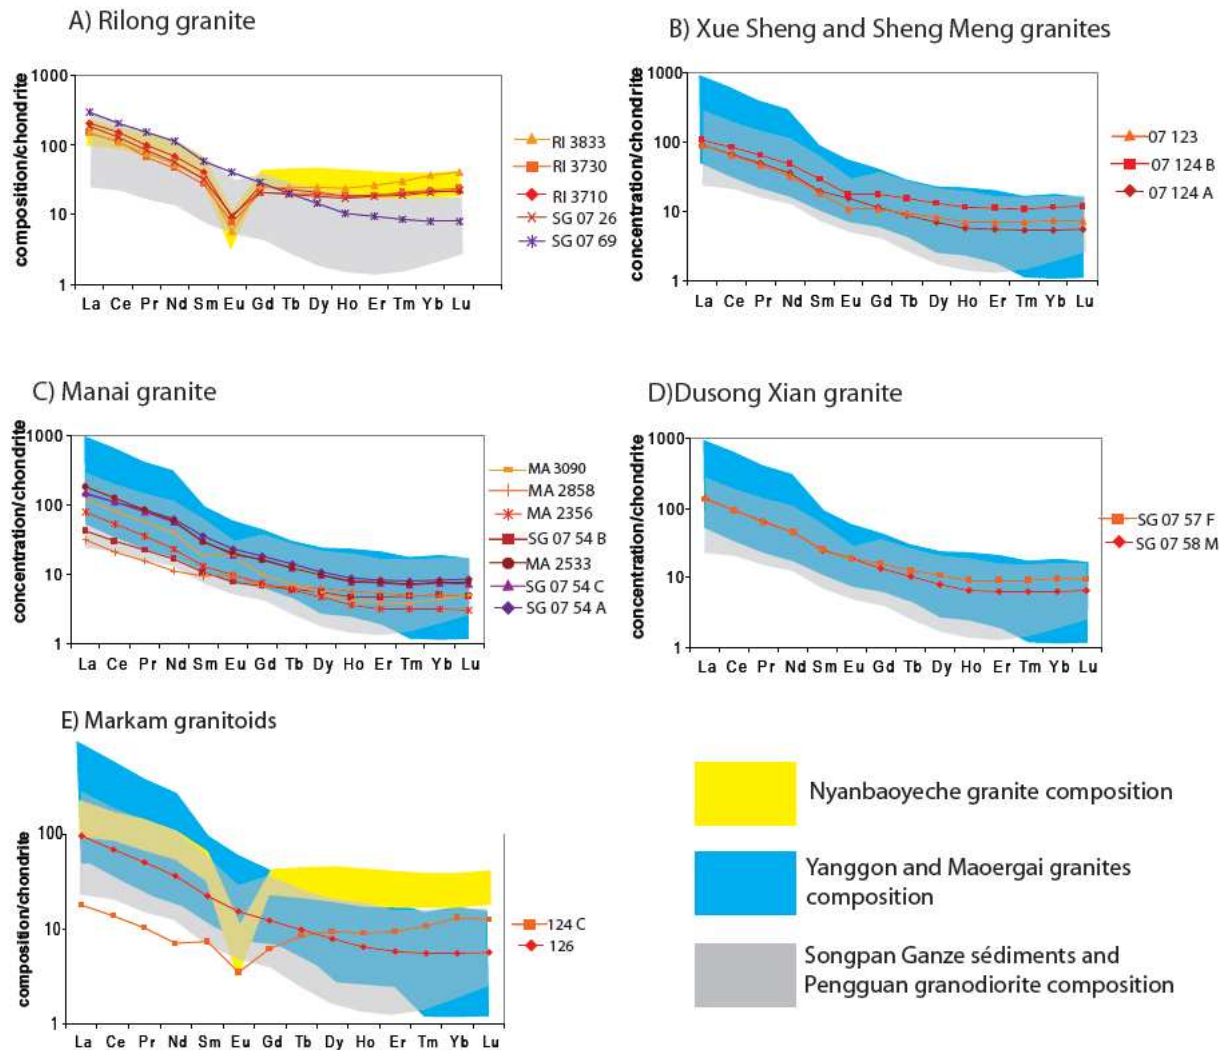 A) Rilong granite
composition/chondrite
1000
100
10
1
La Ce Pr Nd Sm Eu Gd Tb Dy Ho Er Tm Yb Lu
RI 3833
RI 3730
RI 3710
SG 07 26
SG 07 69
B) Xue Sheng and Sheng Meng granites
concentration/chondrite
1000
100
10
1
La Ce Pr Nd Sm Eu Gd Tb Dy Ho Er Tm Yb Lu
07 123
07 124 B
07 124 A
C) Manai granite
concentration/chondrite
1000
100
10
1
La Ce Pr Nd Sm Eu Gd Tb Dy Ho Er Tm Yb Lu
MA 3090
MA 2858
MA 2356
SG 07 54 B
MA 2533
SG 07 54 C
SG 07 54 A
D)Dusong Xian granite
concentration/chondrite
1000
100
10
1
La Ce Pr Nd Sm Eu Gd Tb Dy Ho Er Tm Yb Lu
SG 07 57 F
SG 07 58 M
E) Markam granitoids
composition/chondrite
100
10
1
La Ce Pr Nd Sm Eu Gd Tb Dy Ho Er Tm Yb Lu
124 C
126
Nyanbaoyeche granite composition
Yanggon and Maoergai granites
composition
Songpan Ganze sédiments and
Pengguan granodiorite composition